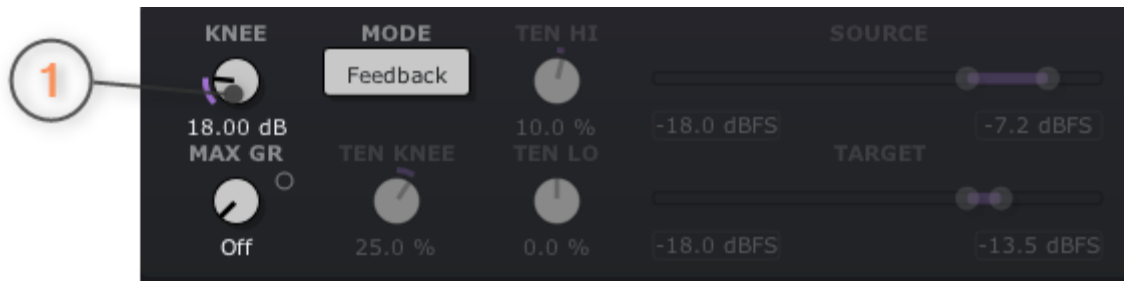 KNEE MODE TEN HI SOURCE
1
Feedback
18.00 dB 10.0 % -18.0 dBFS -7.2 dBFS
MAX GR TEN KNEE TEN LO TARGET
Off 25.0 % 0.0 % -18.0 dBFS -13.5 dBFS